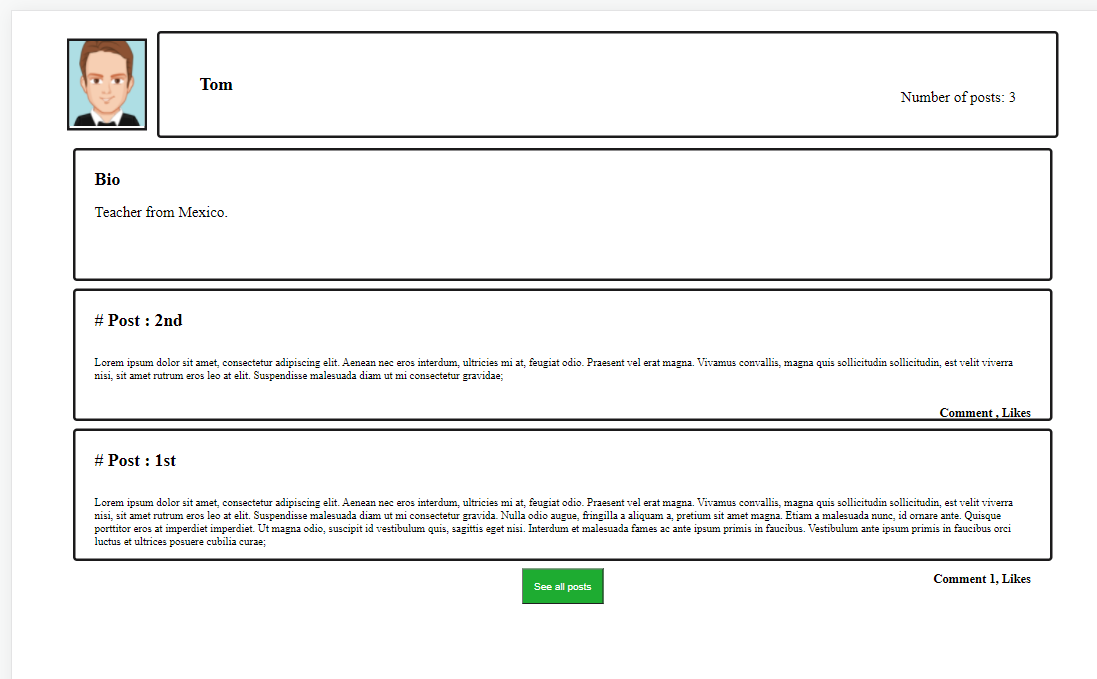 Tom
Number of posts: 3
Bio
Teacher from Mexico.
# Post : 2nd
Lorem ipsum dolor sit amet, consectetur adipiscing elit. Aenean nec eros interdum, ultricies mi at, feugiat odio. Praesent vel erat magna. Vivamus convallis, magna quis sollicitudin sollicitudin, est velit viverra
nisi, sit amet rutrum eros leo at elit. Suspendisse malesuada diam ut mi consectetur gravidae;
Comment , Likes
# Post : 1st
Lorem ipsum dolor sit amet, consectetur adipiscing elit. Aenean nec eros interdum, ultricies mi at, feugiat odio. Praesent vel erat magna. Vivamus convallis, magna quis sollicitudin sollicitudin, est velit viverra
nisi, sit amet rutrum eros leo at elit. Suspendisse malesuada diam ut mi consectetur gravida. Nulla odio augue, fringilla a aliquam a, pretium sit amet magna. Etiam a malesuada nunc, id ornare ante. Quisque
porttitor eros at imperdiet imperdiet. Ut magna odio, suscipit id vestibulum quis, sagittis eget nisi. Interdum et malesuada fames ac ante ipsum primis in faucibus. Vestibulum ante ipsum primis in faucibus orci
luctus et ultrices posuere cubilia curae;
Comment 1, Likes
See all posts